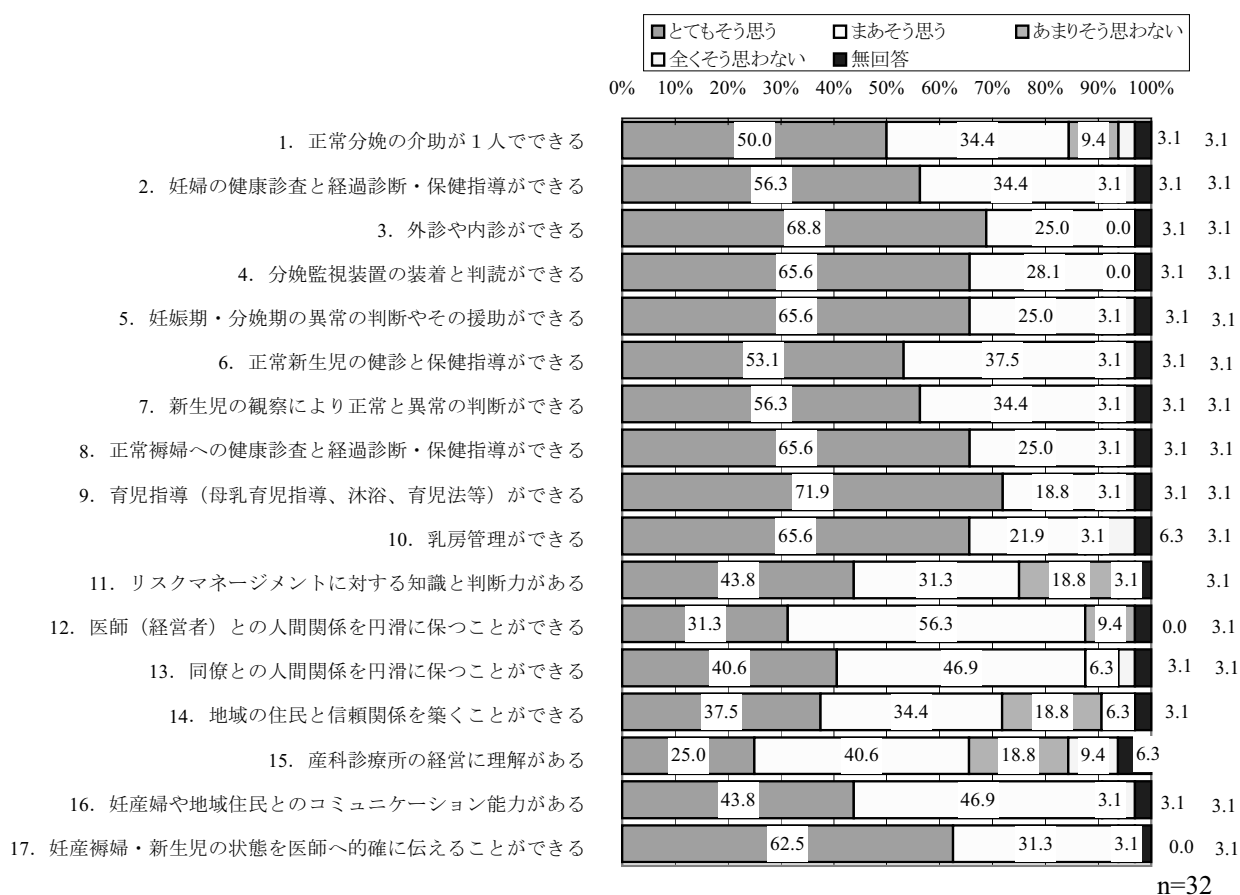 ■とてもそう思う □まあそう思う ■あまりそう思わない
□全くそう思わない ■無回答
0% 10% 20% 30% 40% 50% 60% 70% 80% 90% 100%
1．正常分娩の介助が１人でできる 50.0 34.4 9.4 3.1 3.1
2．妊婦の健康診査と経過診断・保健指導ができる 56.3 34.4 3.1 3.1 3.1
3．外診や内診ができる 68.8 25.0 0.0 3.1 3.1
4．分娩監視装置の装着と判読ができる 65.6 28.1 0.0 3.1 3.1
5．妊娠期・分娩期の異常の判断やその援助ができる 65.6 25.0 3.1 3.1 3.1
6．正常新生児の健診と保健指導ができる 53.1 37.5 3.1 3.1 3.1
7．新生児の観察により正常と異常の判断ができる 56.3 34.4 3.1 3.1 3.1
8．正常褥婦への健康診査と経過診断・保健指導ができる 65.6 25.0 3.1 3.1 3.1
9．育児指導（母乳育児指導、沐浴、育児法等）ができる 71.9 18.8 3.1 3.1 3.1
10．乳房管理ができる 65.6 21.9 3.1 6.3 3.1
11．リスクマネージメントに対する知識と判断力がある 43.8 31.3 18.8 3.1 3.1
12．医師（経営者）との人間関係を円滑に保つことができる 31.3 56.3 9.4 0.0 3.1
13．同僚との人間関係を円滑に保つことができる 40.6 46.9 6.3 3.1 3.1
14．地域の住民と信頼関係を築くことができる 37.5 34.4 18.8 6.3 3.1
15．産科診療所の経営に理解がある 25.0 40.6 18.8 9.4 6.3
16．妊産婦や地域住民とのコミュニケーション能力がある 43.8 46.9 3.1 3.1 3.1
17．妊産褥婦・新生児の状態を医師へ的確に伝えることができる 62.5 31.3 3.1 0.0 3.1
n=32